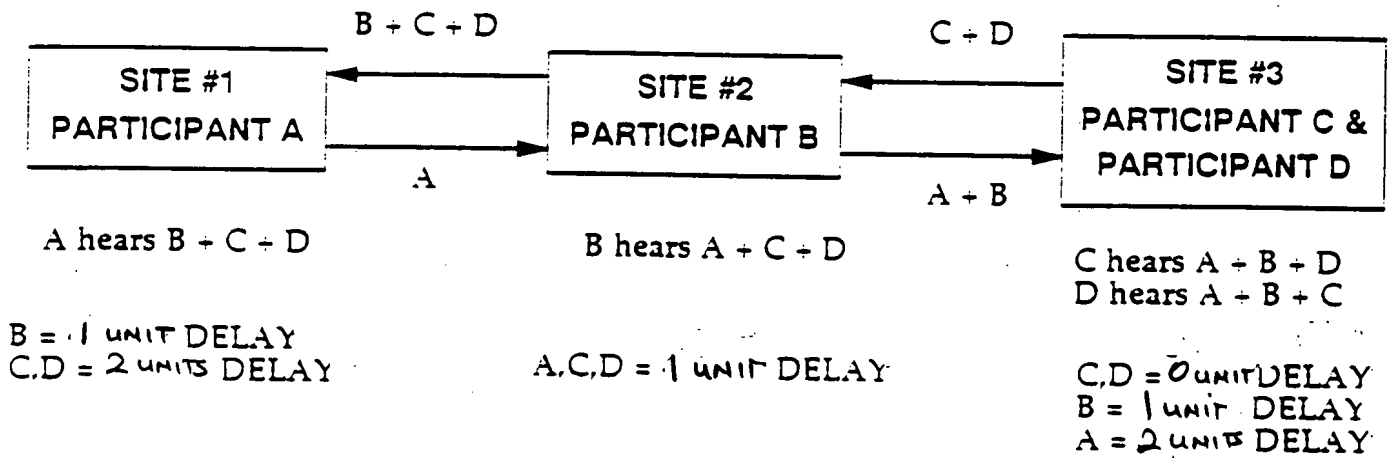 B + C + D
C + D
SITE #1
PARTICIPANT A
SITE #2
PARTICIPANT B
SITE #3
PARTICIPANT C &
PARTICIPANT D
A
A + B
A hears B + C + D
B hears A + C + D
C hears A + B + D
D hears A + B + C
B = 1 UNIT DELAY
C,D = 2 UNITS DELAY
A,C,D = 1 UNIT DELAY
C,D = 0 UNIT DELAY
B = 1 UNIT DELAY
A = 2 UNITS DELAY